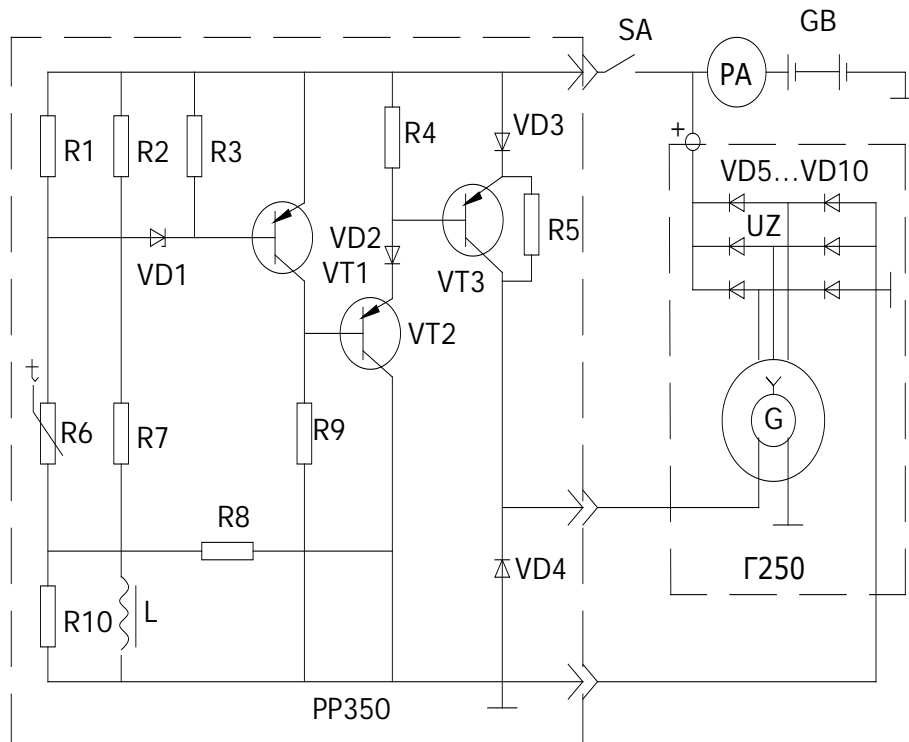 SA
GB
PA
R1
R2
R3
R4
VD3
+
VD5...VD10
UZ
R5
VD2
VD1
VT1
VT3
VT2
t
R6
R7
R9
G
R8
R10
L
VD4
Г250
РР350